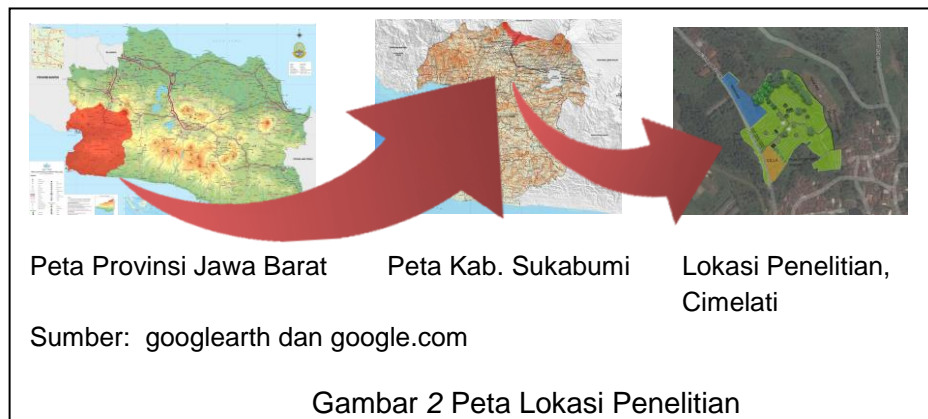 Peta Provinsi Jawa Barat
Peta Kab. Sukabumi
Lokasi Penelitian,
Cimelati
Sumber: googlearth dan google.com
Gambar 2 Peta Lokasi Penelitian